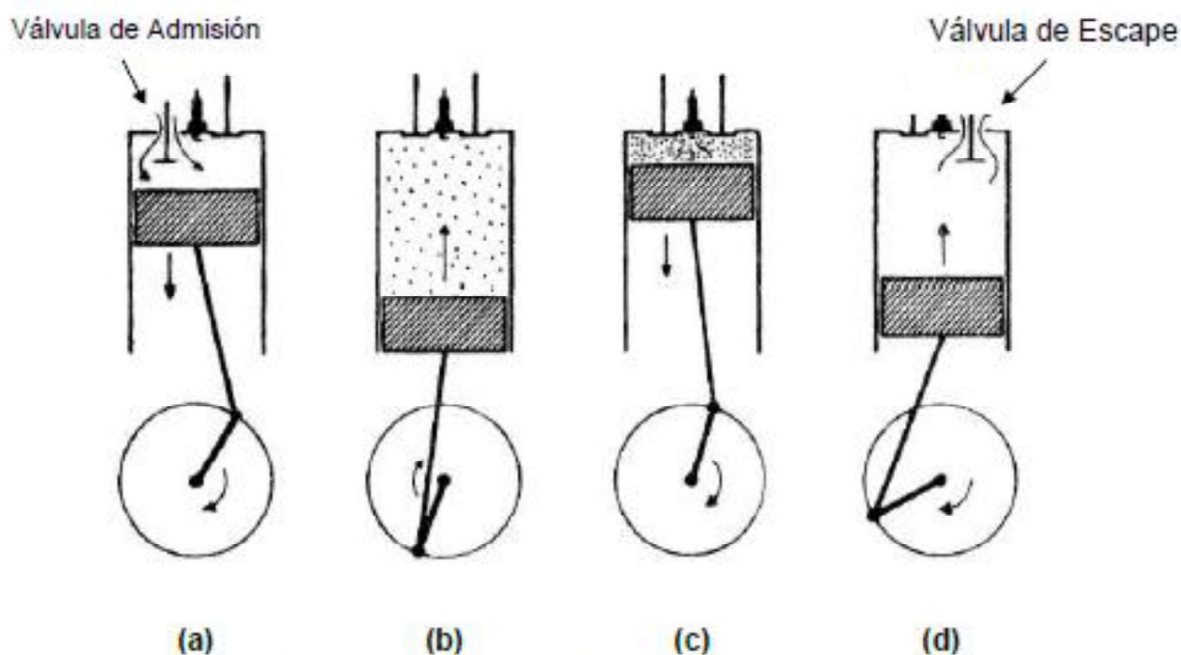 Válvula de Admisión
Válvula de Escape
(a)
(b)
(c)
(d)